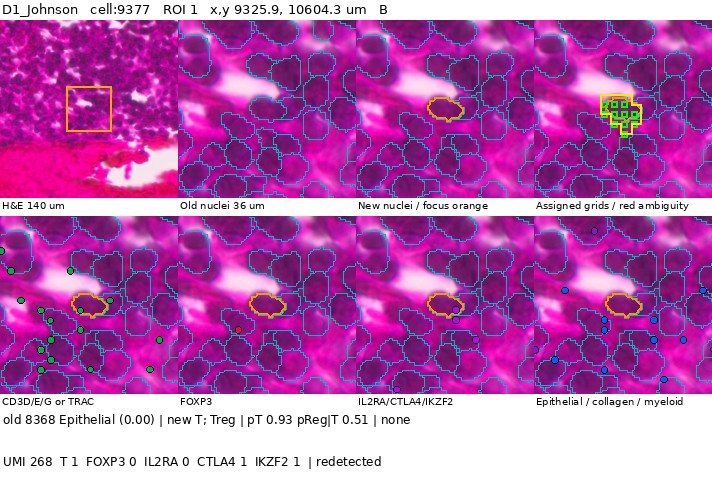 D1_Johnson cell:9377 ROI 1 x,y 9325.9, 10604.3 um B
H&E 140 um
Old nuclei 36 um
New nuclei / focus orange
Assigned grids / red ambiguity
CD3D/E/G or TRAC
FOXP3
IL2RA/CTLA4/IKZF2
Epithelial / collagen / myeloid
old 8368 Epithelial (0.00) | new T; Treg | pT 0.93 pReg|T 0.51 | none
UMI 268 T 1 FOXP3 0 IL2RA 0 CTLA4 1 IKZF2 1 | redetected